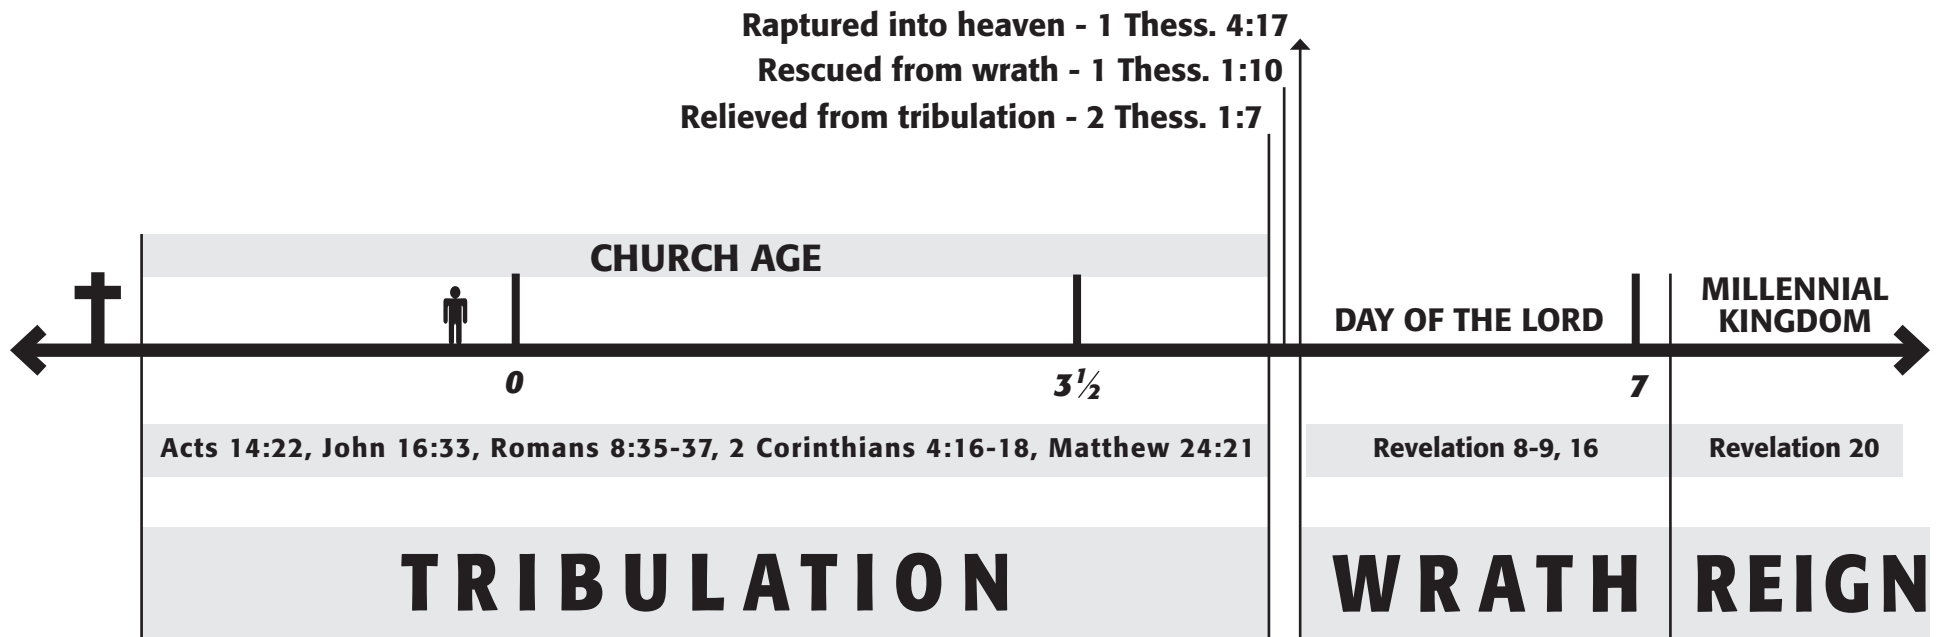 Raptured into heaven - 1 Thess. 4:17
Rescued from wrath - 1 Thess. 1:10
Relieved from tribulation - 2 Thess. 1:7
CHURCH AGE
DAY OF THE LORD
MILLENNIAL
KINGDOM
0
3½
7
Acts 14:22, John 16:33, Romans 8:35-37, 2 Corinthians 4:16-18, Matthew 24:21
Revelation 8-9, 16
Revelation 20
TRIBULATION
WRATH
REIGN